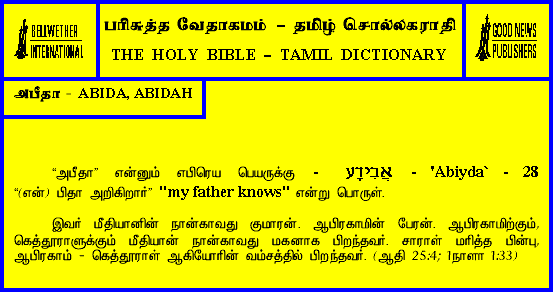 BELLWETHER
INTERNATIONAL
பரிசுத்த வேதாகமம் – தமிழ் சொல்லகராதி
THE HOLY BIBLE – TAMIL DICTIONARY
GOOD NEWS
PUBLISHERS
அபீதா - ABIDA, ABIDAH
“அபீதா” என்னும் எபிரெய பெயருக்கு - אֲבִידָע - 'Abiyda` - 28
“(என்) பிதா அறிகிறார்” "my father knows" என்று பொருள்.
இவர் மீதியானின் நான்காவது குமாரன். ஆபிரகாமின் பேரன். ஆபிரகாமிற்கும்,
கெத்தூராளுக்கும் மீதியான் நான்காவது மகனாக பிறந்தவர். சாராள் மரித்த பின்பு,
ஆபிரகாம் - கெத்தூராள் ஆகியோரின் வம்சத்தில் பிறந்தவர். (ஆதி 25:4; 1நாளா 1:33)